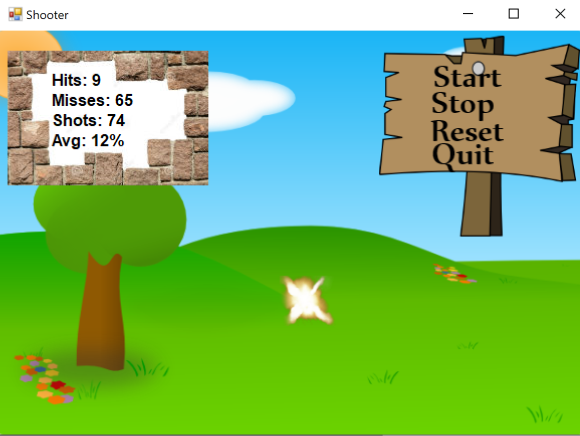 Shooter
Hits: 9
Misses: 65
Shots: 74
Avg: 12%
Start
Stop
Reset
Quit